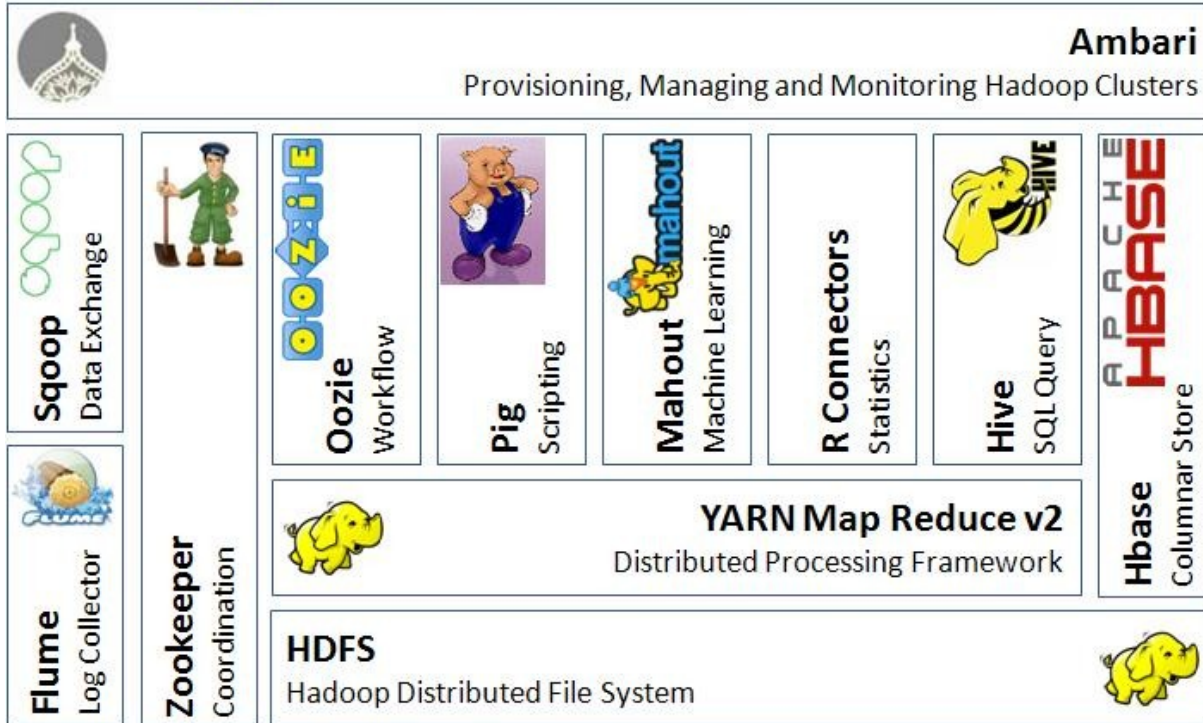 Ambari
Provisioning, Managing and Monitoring Hadoop Clusters
sqoop
Sqoop
Data Exchange
FLUME
Flume
Log Collector
Zookeeper
Coordination
OOZIE
Oozie
Workflow
Pig
Scripting
mahout
Mahout
Machine Learning
R Connectors
Statistics
HIVE
Hive
SQL Query
APACHE
HBASE
Hbase
Columnar Store
YARN Map Reduce v2
Distributed Processing Framework
HDFS
Hadoop Distributed File System